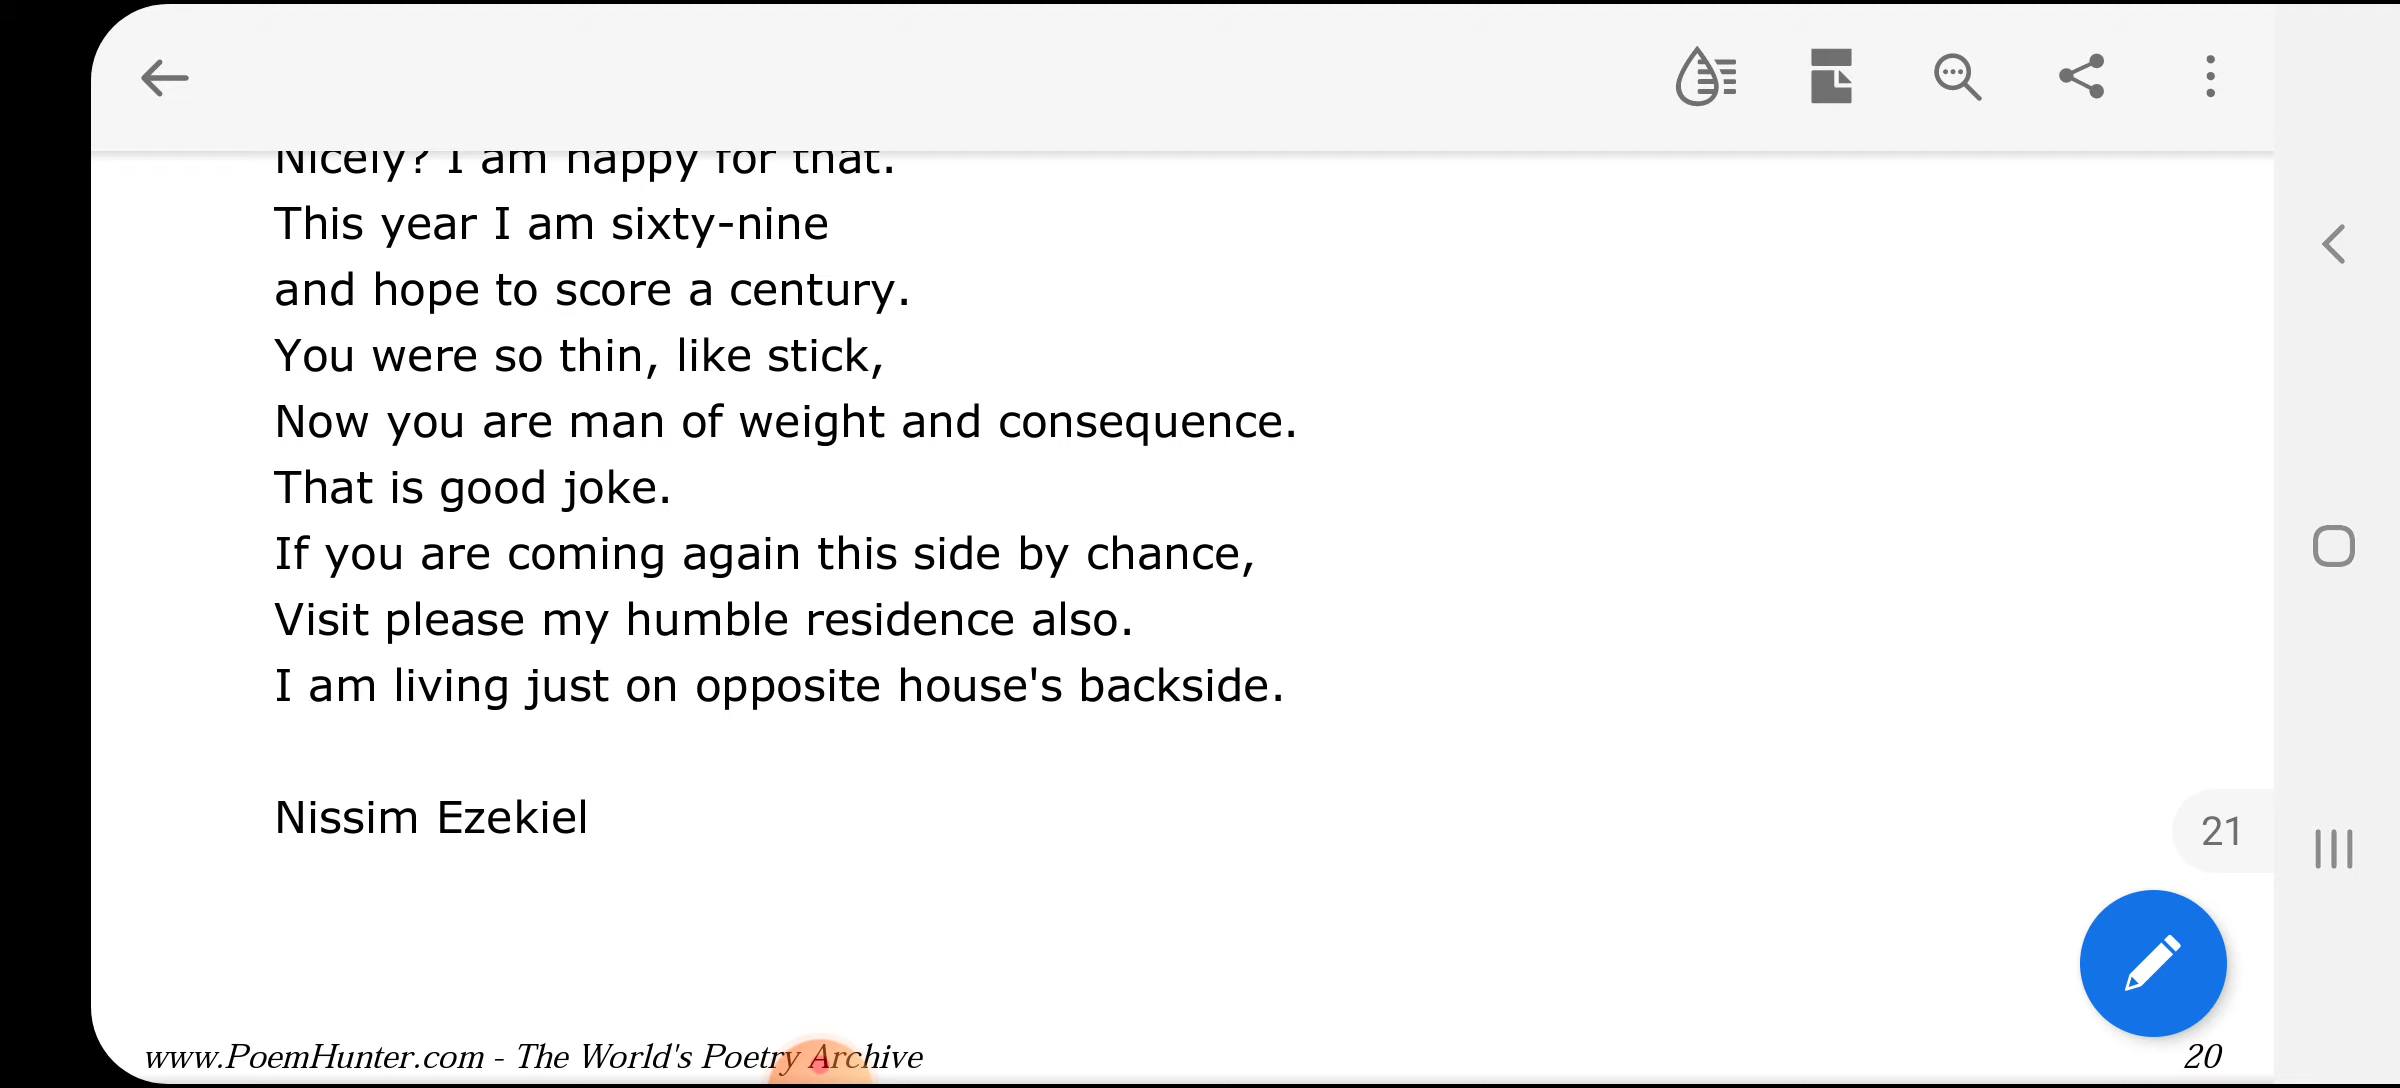 Nicely? I am happy for that.
This year I am sixty-nine
and hope to score a century.
You were so thin, like stick,
Now you are man of weight and consequence.
That is good joke.
If you are coming again this side by chance,
Visit please my humble residence also.
I am living just on opposite house's backside.
Nissim Ezekiel
21
www.PoemHunter.com - The World's Poetry Archive
20